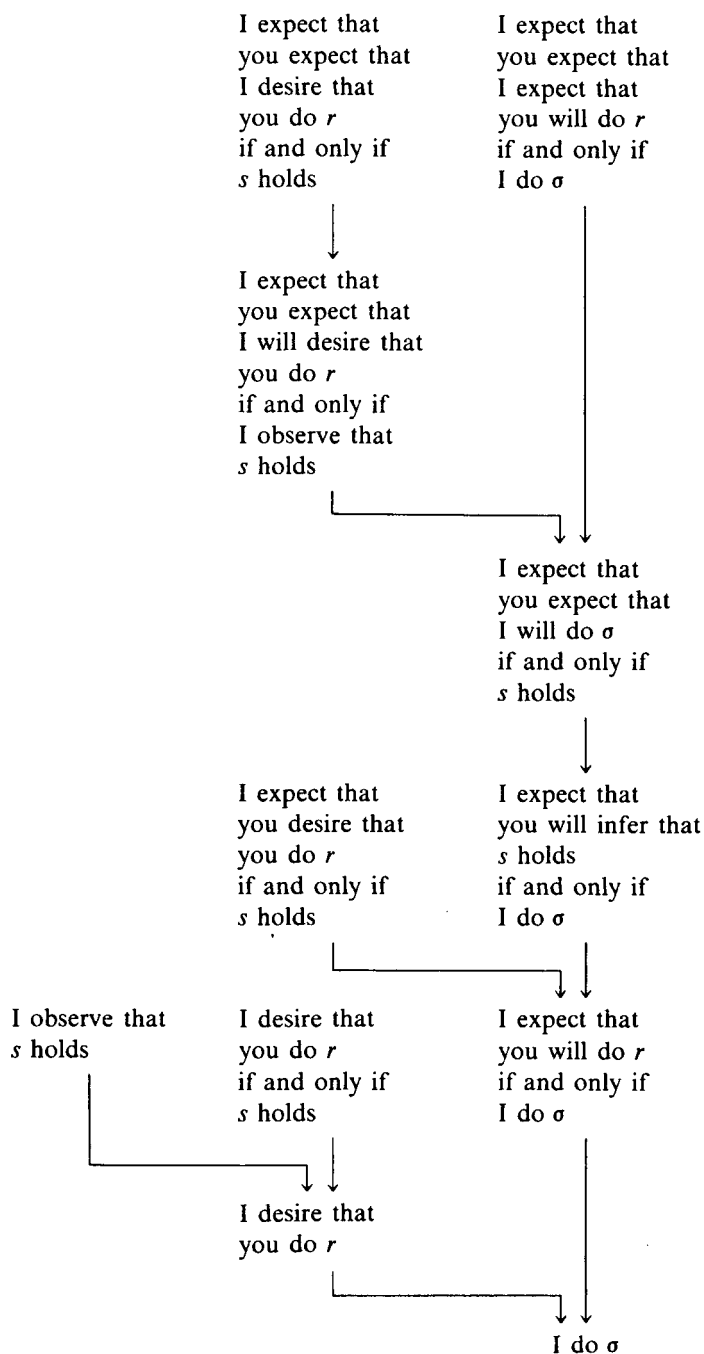 I expect that
you expect that
I desire that
you do r
if and only if
s holds
I expect that
you expect that
I expect that
you will do r
if and only if
I do σ
I expect that
you expect that
I will desire that
you do r
if and only if
I observe that
s holds
I expect that
you expect that
I will do σ
if and only if
s holds
I expect that
you desire that
you do r
if and only if
s holds
I expect that
you will infer that
s holds
if and only if
I do σ
I observe that
s holds
I desire that
you do r
if and only if
s holds
I expect that
you will do r
if and only if
I do σ
I desire that
you do r
I do σ